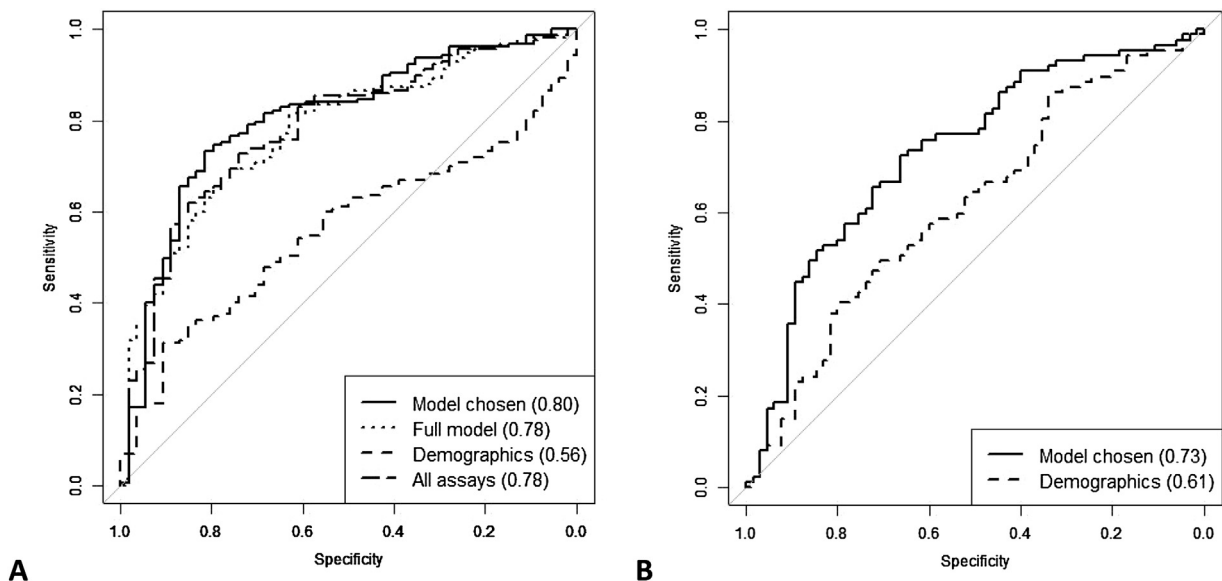 1.0
0.8
0.6
0.4
0.2
0.0
Sensitivity
Model chosen (0.80)
Full model (0.78)
Demographics (0.56)
All assays (0.78)
1.0 0.8 0.6 0.4 0.2 0.0
Specificity
A
1.0
0.8
0.6
0.4
0.2
0.0
Sensitivity
Model chosen (0.73)
Demographics (0.61)
1.0 0.8 0.6 0.4 0.2 0.0
Specificity
B